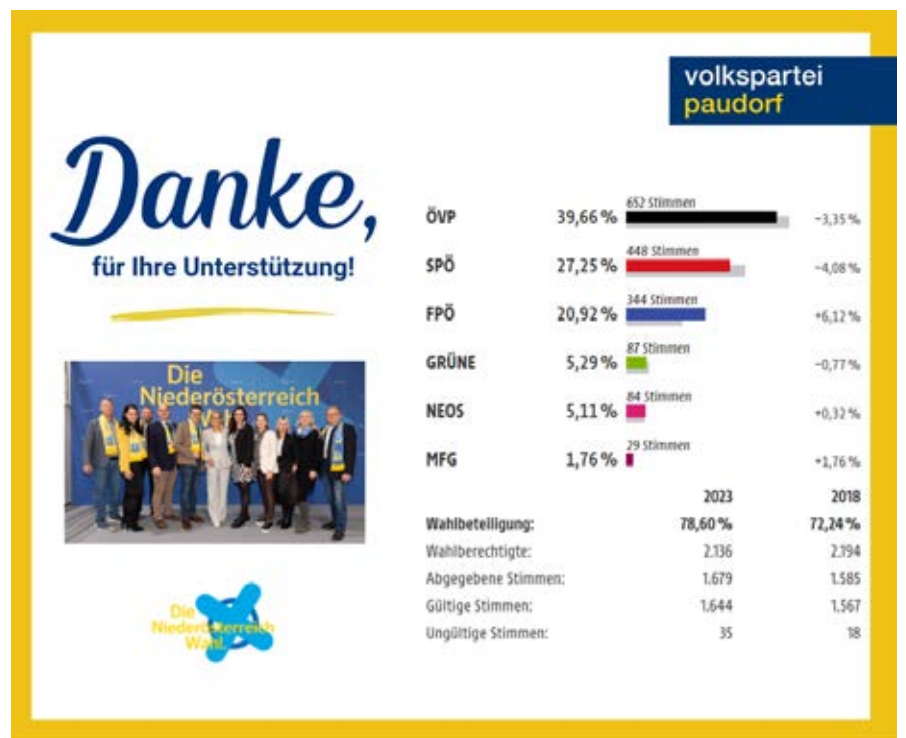 volkspartei
paudorf
Danke,
für Ihre Unterstützung!
Die
Niederösterreich
ÖVP 39,66 % 652 Stimmen -3,35 %
SPÖ 27,25 % 448 Stimmen -4,08 %
FPÖ 20,92 % 344 Stimmen +6,12 %
GRÜNE 5,29 % 87 Stimmen -0,77 %
NEOS 5,11 % 84 Stimmen +0,32 %
MFG 1,76 % 29 Stimmen +1,76 %
2023 2018
Wahlbeteiligung: 78,60 % 72,24 %
Wahlberechtigte: 2.136 2.194
Abgegebene Stimmen: 1.679 1.585
Gültige Stimmen: 1.644 1.567
Ungültige Stimmen: 35 18
Die
Niederösterreich
Wahl